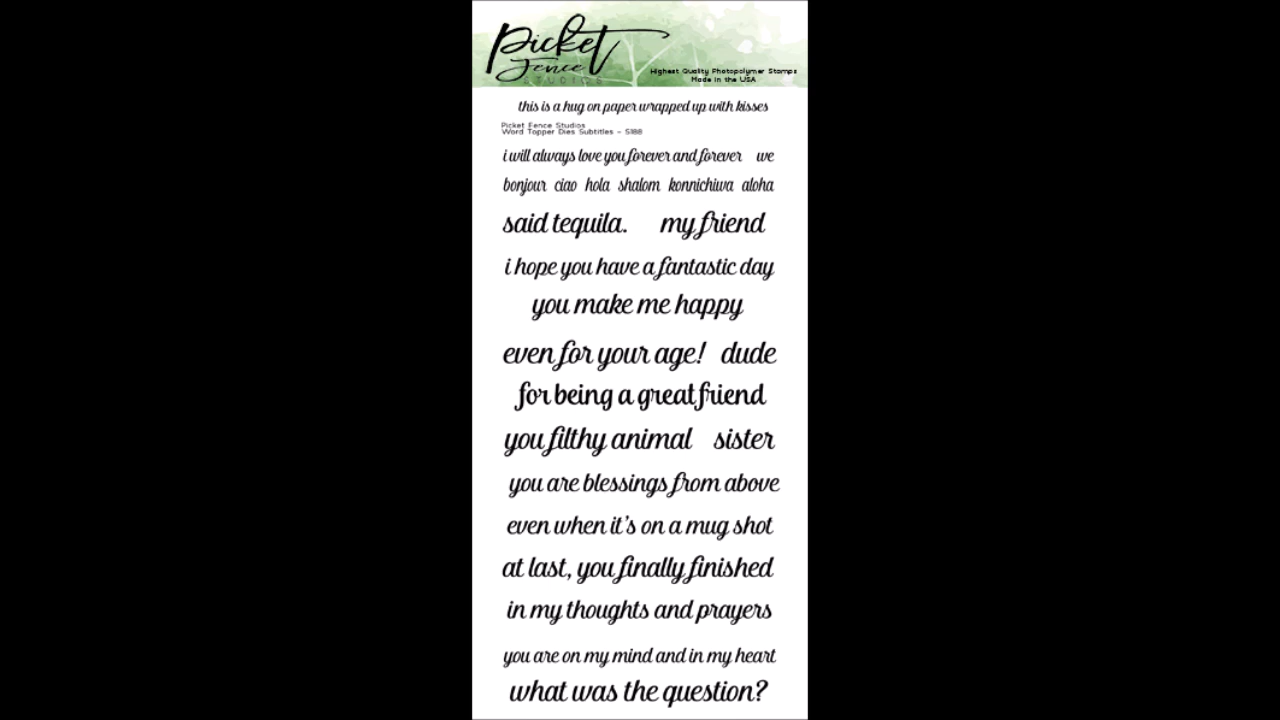 Picket
Fence
STUDIOS
Highest Quality Photopolymer Stamps
Made in the USA
this is a hug on paper wrapped up with kisses
Picket Fence Studios
Word Topper Dies Subtitles - S188
i will always love you forever and forever we
bonjour ciao hola shalom konnichiwa aloha
said tequila. my friend
i hope you have a fantastic day
you make me happy
even for your age! dude
for being a great friend
you filthy animal sister
you are blessings from above
even when it's on a mug shot
at last, you finally finished
in my thoughts and prayers
you are on my mind and in my heart
what was the question?